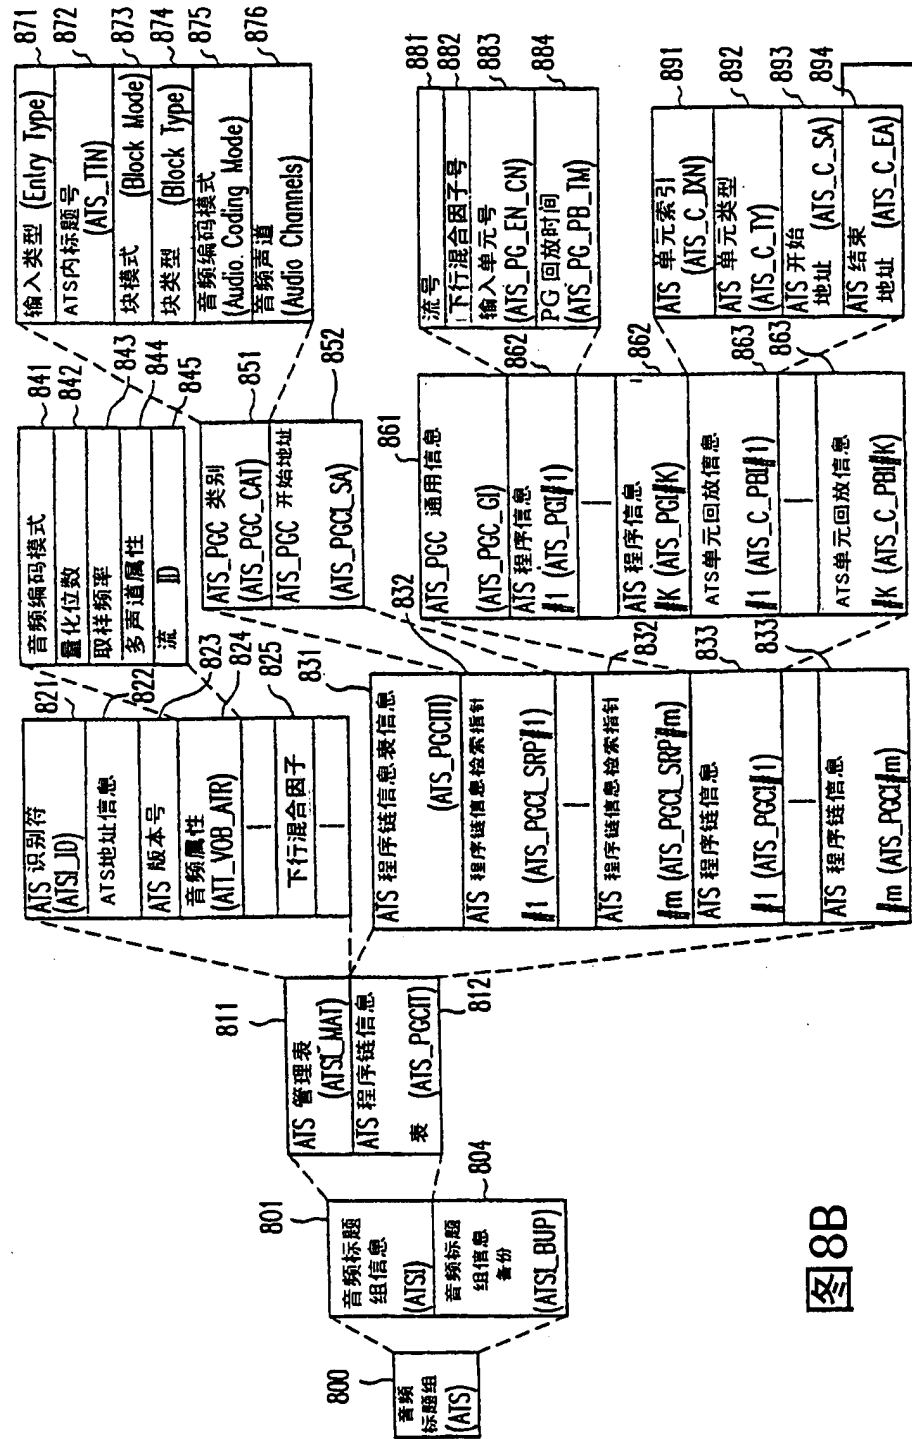 800
音频
标题组
(ATS)
801
音频标题
组信息
(ATSI)
音频标题
组信息
备份
(ATSI_BUP)
804
811
ATS 管理表
(ATSI_MAT)
ATS 程序链信息
表 (ATS_PGCIT)
812
ATS 识别符
(ATSI_ID)
821
ATS地址信息
822
ATS 版本号
823
音频属性
(ATT_VOB_ATR)
824
下行混合因子
825
音频编码模式
841
量化位数
842
取样频率
843
多声道属性
844
流 ID
845
831
ATS 程序链信息表信息
(ATS_PGCITI)
832
ATS 程序链信息检索指针
#1 (ATS_PGCI_SRP#1)
ATS 程序链信息检索指针
#m (ATS_PGCI_SRP#m)
832
ATS 程序链信息
#1 (ATS_PGCI#1)
833
ATS 程序链信息
#m (ATS_PGCI#m)
833
ATS_PGC 类别
(ATS_PGC_CAT)
851
ATS_PGC 开始地址
(ATS_PGCI_SA)
852
输入类型 (Entry Type)
871
ATS内标题号
(ATS_TTN)
872
块模式 (Block Mode)
873
块类型 (Block Type)
874
音频编码模式
(Audio. Coding Mode)
875
音频声道
(Audio Channels)
876
861
ATS_PGC 通用信息
(ATS_PGC_GI)
ATS 程序信息
#1 (ATS_PGI#1)
862
ATS 程序信息
#K (ATS_PGI#K)
862
ATS单元回放信息
#1 (ATS_C_PBI#1)
863
ATS单元回放信息
#K (ATS_C_PBI#K)
863
流号
881
下行混合因子号
882
输入单元号
(ATS_PG_EN_CN)
883
PG 回放时间
(ATS_PG_PB_TM)
884
ATS 单元索引
(ATS_C_IXN)
891
ATS 单元类型
(ATS_C_TY)
892
ATS 开始
地址 (ATS_C_SA)
893
ATS 结束
地址 (ATS_C_EA)
894
图8B